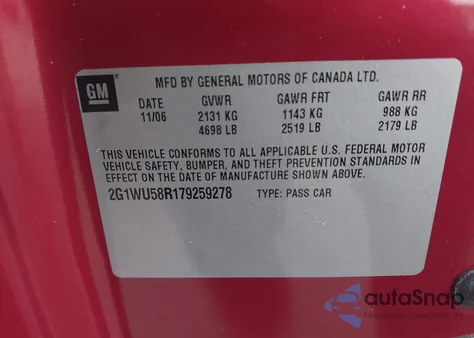 GM
MFD BY GENERAL MOTORS OF CANADA LTD.
DATE GVWR GAWR FRT GAWR RR
11/06 2131 KG 1143 KG 988 KG
4698 LB 2519 LB 2179 LB
THIS VEHICLE CONFORMS TO ALL APPLICABLE U.S. FEDERAL MOTOR
VEHICLE SAFETY, BUMPER, AND THEFT PREVENTION STANDARDS IN
EFFECT ON THE DATE OF MANUFACTURE SHOWN ABOVE.
2G1WU58R179259278 TYPE: PASS CAR
autoSnap